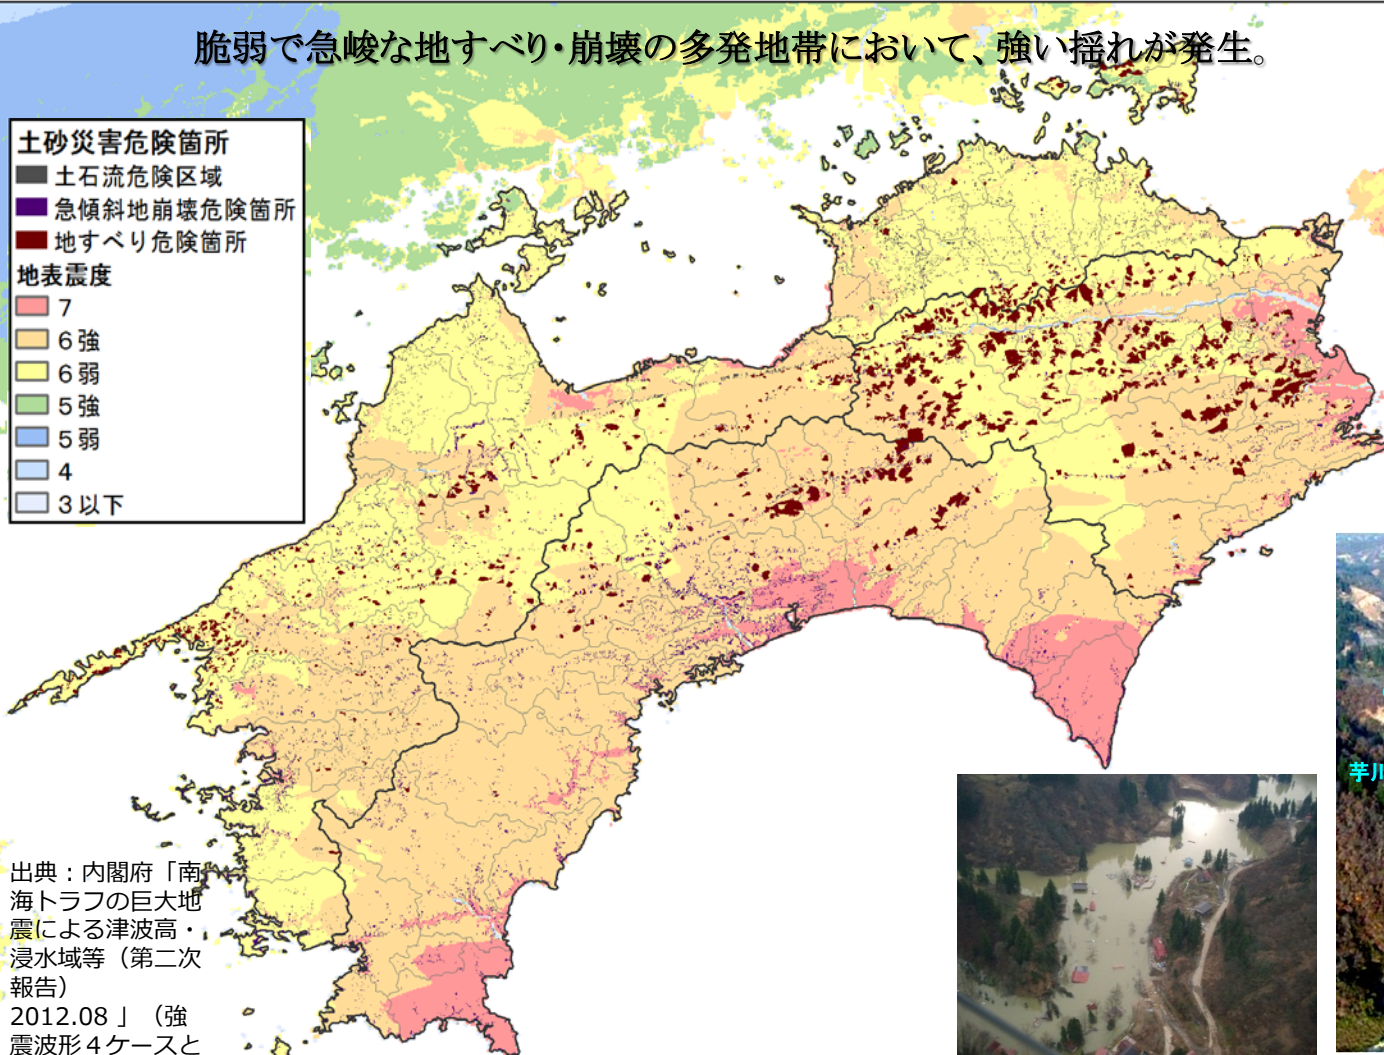 脆弱で急峻な地すべり・崩壊の多発地帯において、強い揺れが発生。
土砂災害危険箇所
土石流危険区域
急傾斜地崩壊危険箇所
地すべり危険箇所
地表震度
7
6強
6弱
5強
5弱
4
3以下
芋川
出典：内閣府「南
海トラフの巨大地
震による津波高・
浸水域等（第二次
報告）
2012.08 」（強
震波形４ケースと